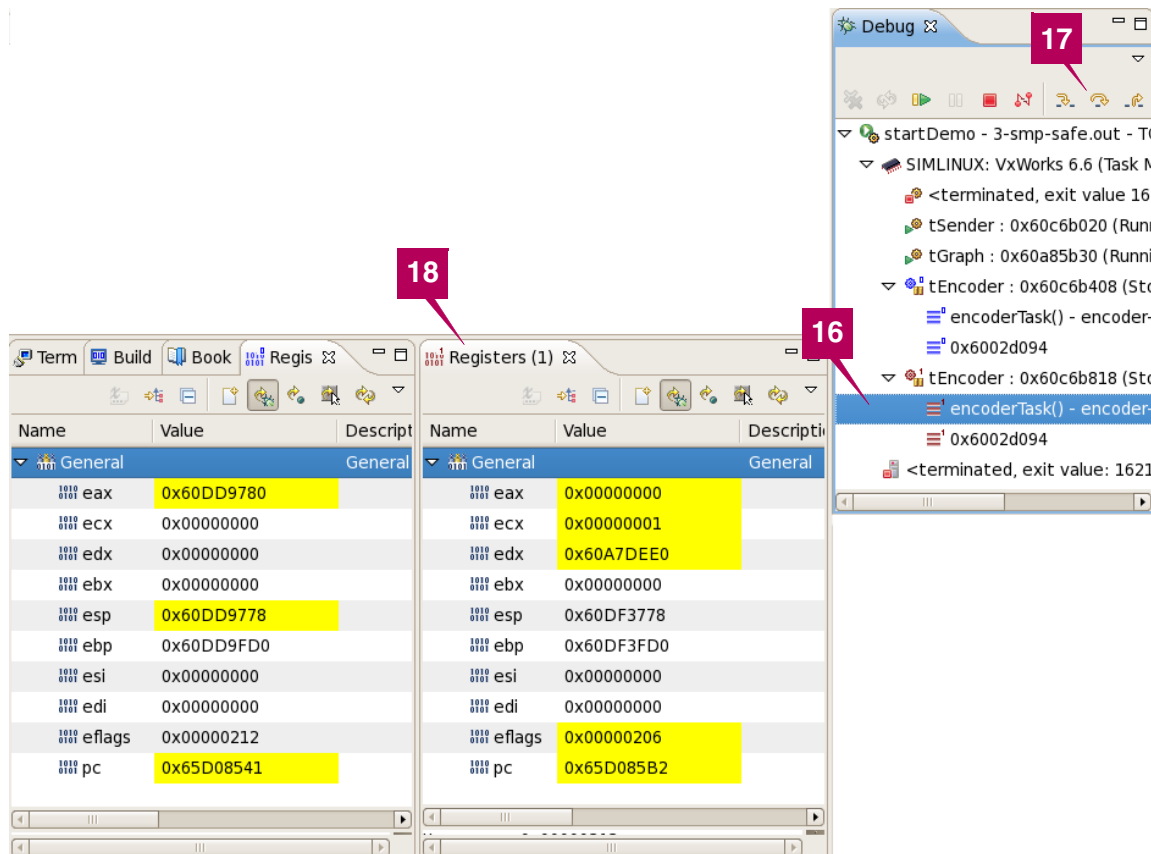 Debug
17
startDemo - 3-smp-safe.out - T
SIMLINUX: VxWorks 6.6 (Task M
<terminated, exit value 16
tSender : 0x60c6b020 (Run
tGraph : 0x60a85b30 (Runni
tEncoder : 0x60c6b408 (Sto
encoderTask() - encoder-
0x6002d094
tEncoder : 0x60c6b818 (Sto
encoderTask() - encoder-
0x6002d094
<terminated, exit value: 1621
16
18
Term Build Book Regis
Name Value Descript
General General
eax 0x60DD9780
ecx 0x00000000
edx 0x00000000
ebx 0x00000000
esp 0x60DD9778
ebp 0x60DD9FD0
esi 0x00000000
edi 0x00000000
eflags 0x00000212
pc 0x65D08541
Registers (1)
Name Value Descripti
General General
eax 0x00000000
ecx 0x00000001
edx 0x60A7DEE0
ebx 0x00000000
esp 0x60DF3778
ebp 0x60DF3FD0
esi 0x00000000
edi 0x00000000
eflags 0x00000206
pc 0x65D085B2